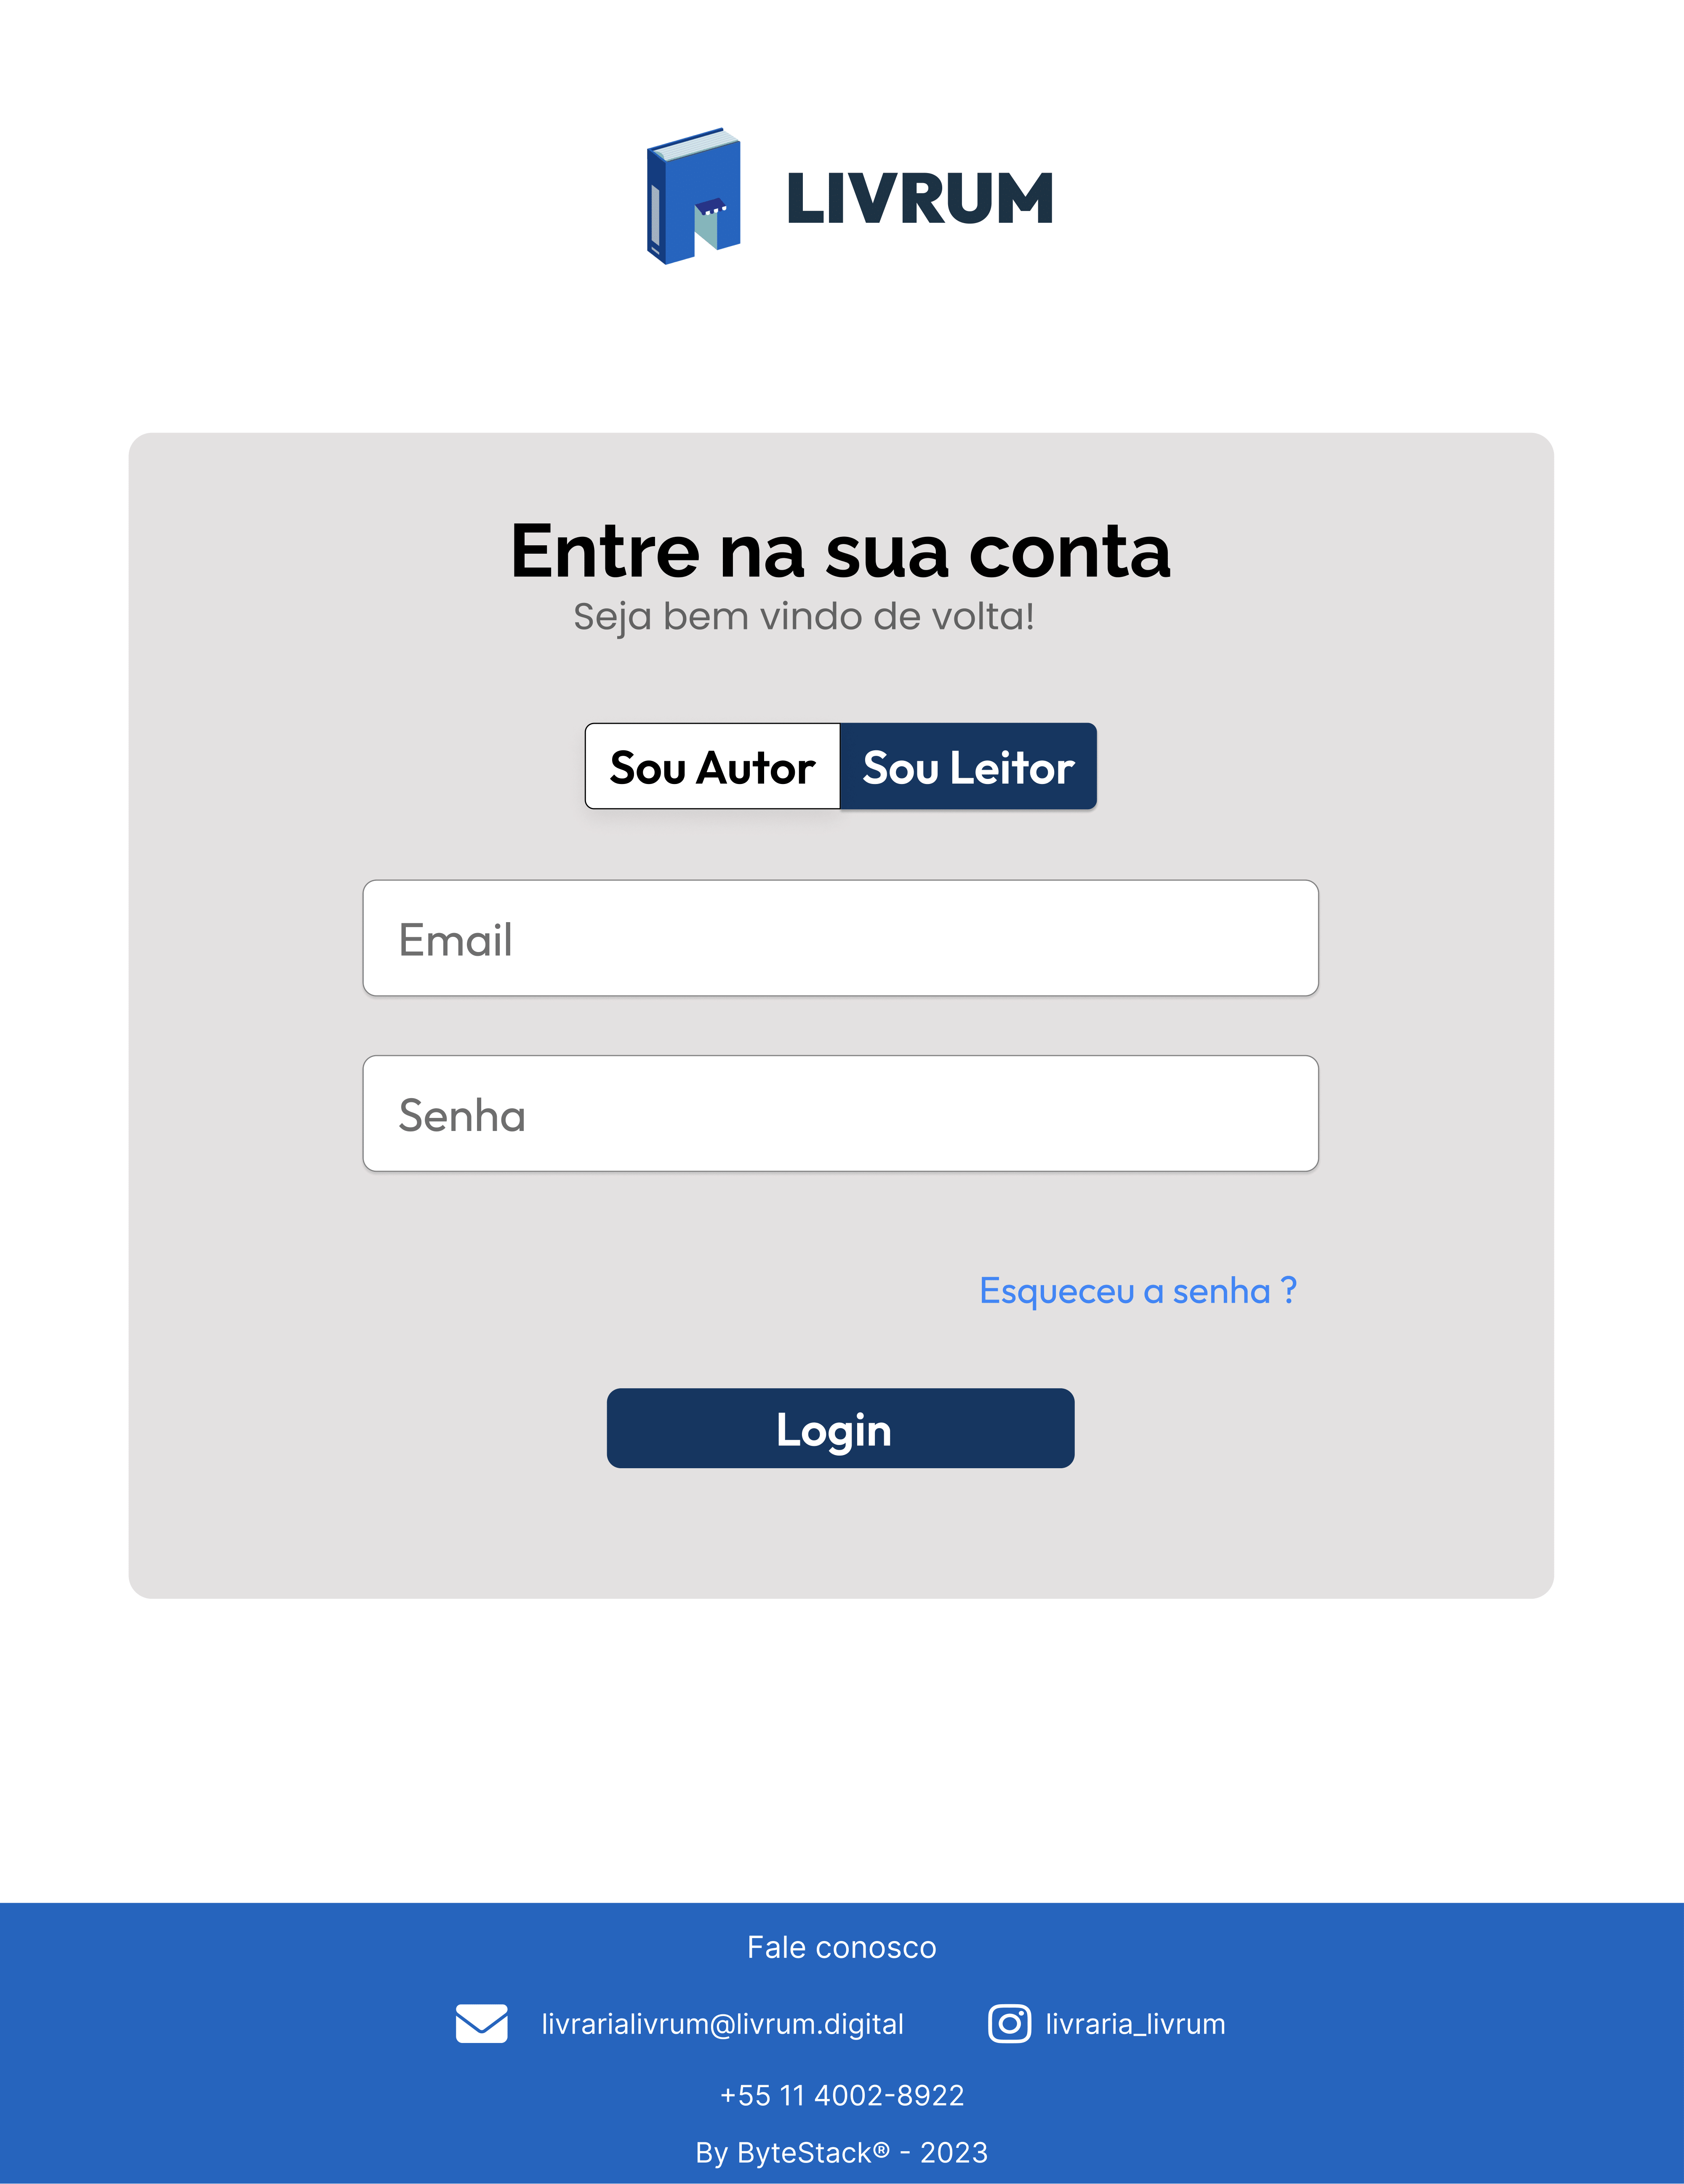 LIVRUM
Entre na sua conta
Seja bem vindo de volta!
Sou Autor Sou Leitor
Email
Senha
Esqueceu a senha ?
Login
Fale conosco
livrarialivrum@livrum.digital livraria_livrum
+55 11 4002-8922
By ByteStack® - 2023